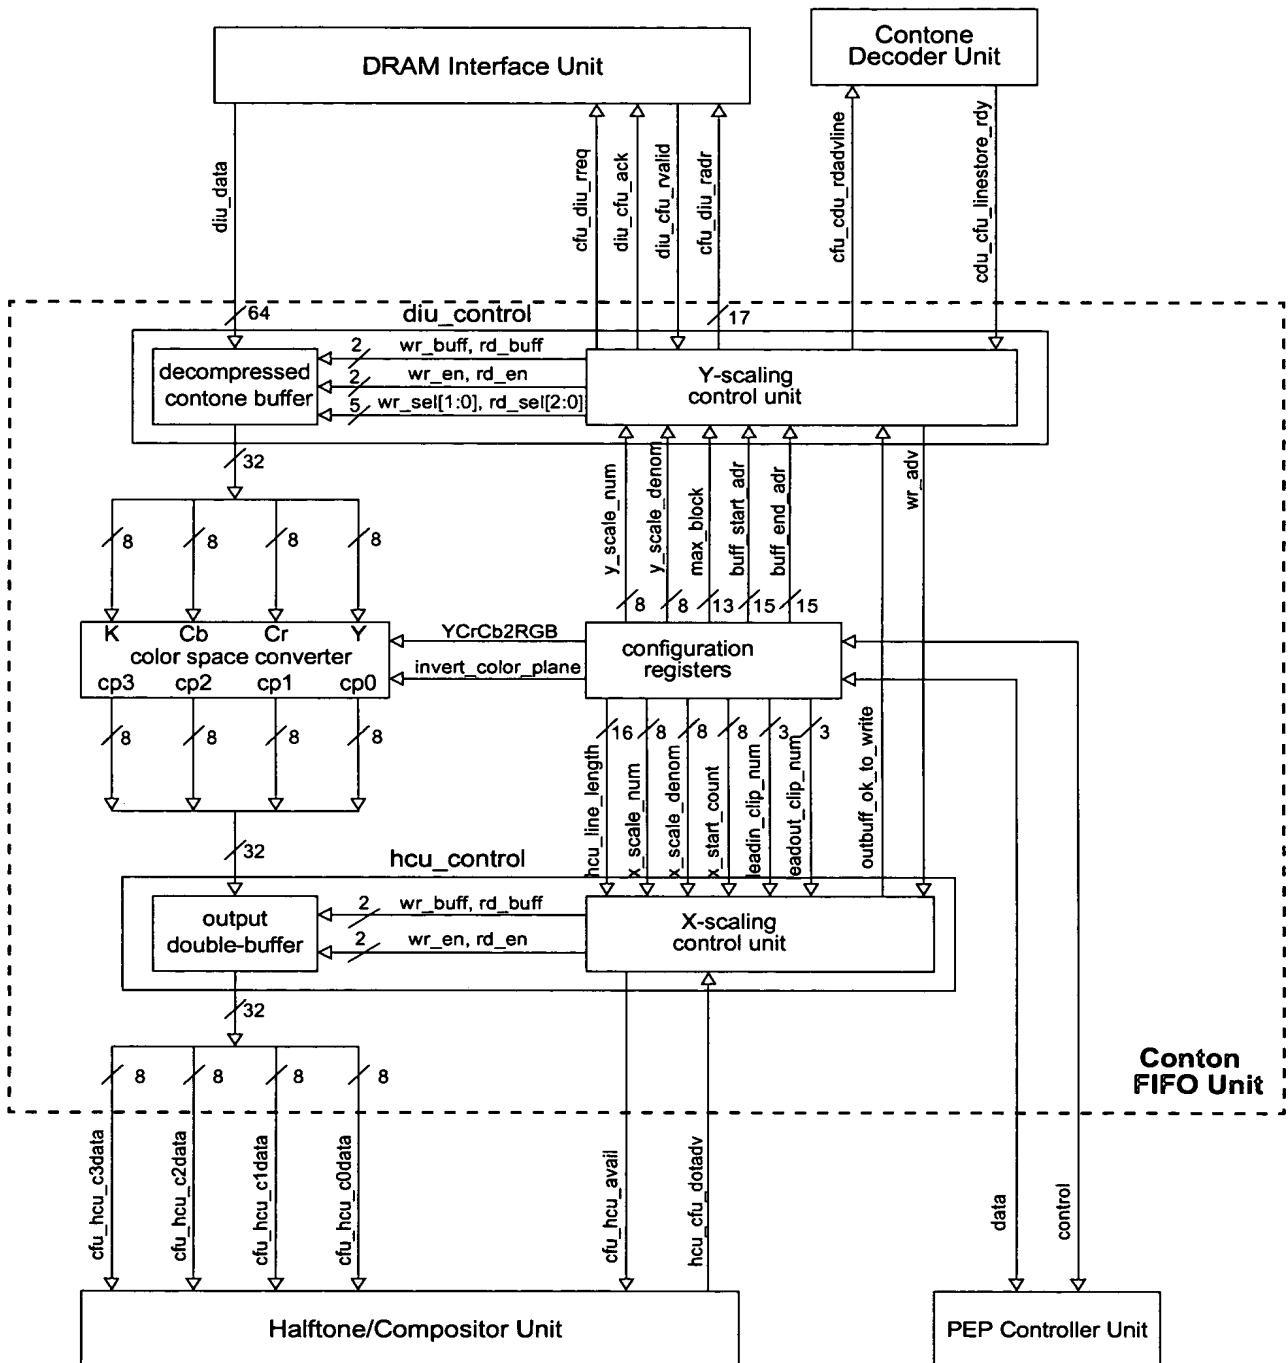 DRAM Interface Unit
Contone
Decoder Unit
diu_data
cfu_diu_rreq
diu_cfu_ack
diu_cfu_rvalid
cfu_diu_radr
cfu_cdu_rdadvline
cdu_cfu_linestore_rdy
64
diu_control
17
decompressed
contone buffer
2
wr_buff, rd_buff
2
wr_en, rd_en
5
wr_sel[1:0], rd_sel[2:0]
Y-scaling
control unit
32
8
8
8
8
y_scale_num
y_scale_denom
max_block
buff_start_adr
buff_end_adr
wr_adv
8
8
13
15
15
K
Cb
Cr
Y
color space converter
cp3
cp2
cp1
cp0
YCrCb2RGB
invert_color_plane
configuration
registers
8
8
8
8
16
8
8
8
3
3
hcu_line_length
x_scale_num
x_scale_denom
x_start_count
leadin_clip_num
leadout_clip_num
outbuff_ok_to_write
32
hcu_control
output
double-buffer
2
wr_buff, rd_buff
2
wr_en, rd_en
X-scaling
control unit
32
8
8
8
8
Conton
FIFO Unit
cfu_hcu_c3data
cfu_hcu_c2data
cfu_hcu_c1data
cfu_hcu_c0data
cfu_hcu_avail
hcu_cfu_dotadv
data
control
Halftone/Compositor Unit
PEP Controller Unit